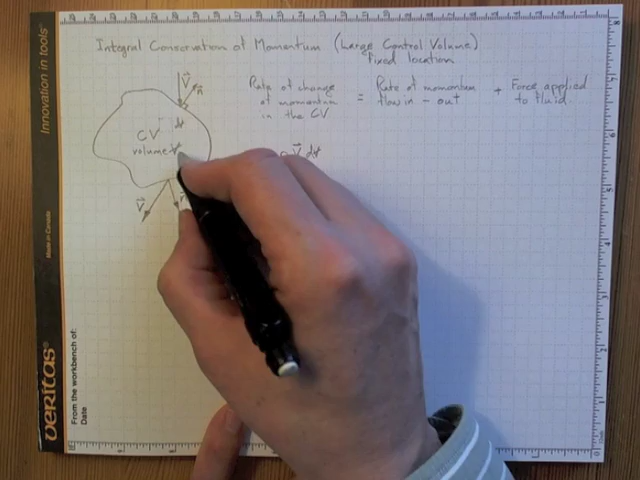 Integral Conservation of Momentum (Large Control Volume)
fixed location
Rate of change
of momentum
in the CV
=
Rate of momentum
flow in - out
+
Force applied
to fluid
V n
CV
volume V
V
ρ V dV
Innovation in tools
Made in Canada
veritas
From the workbench of:
Date